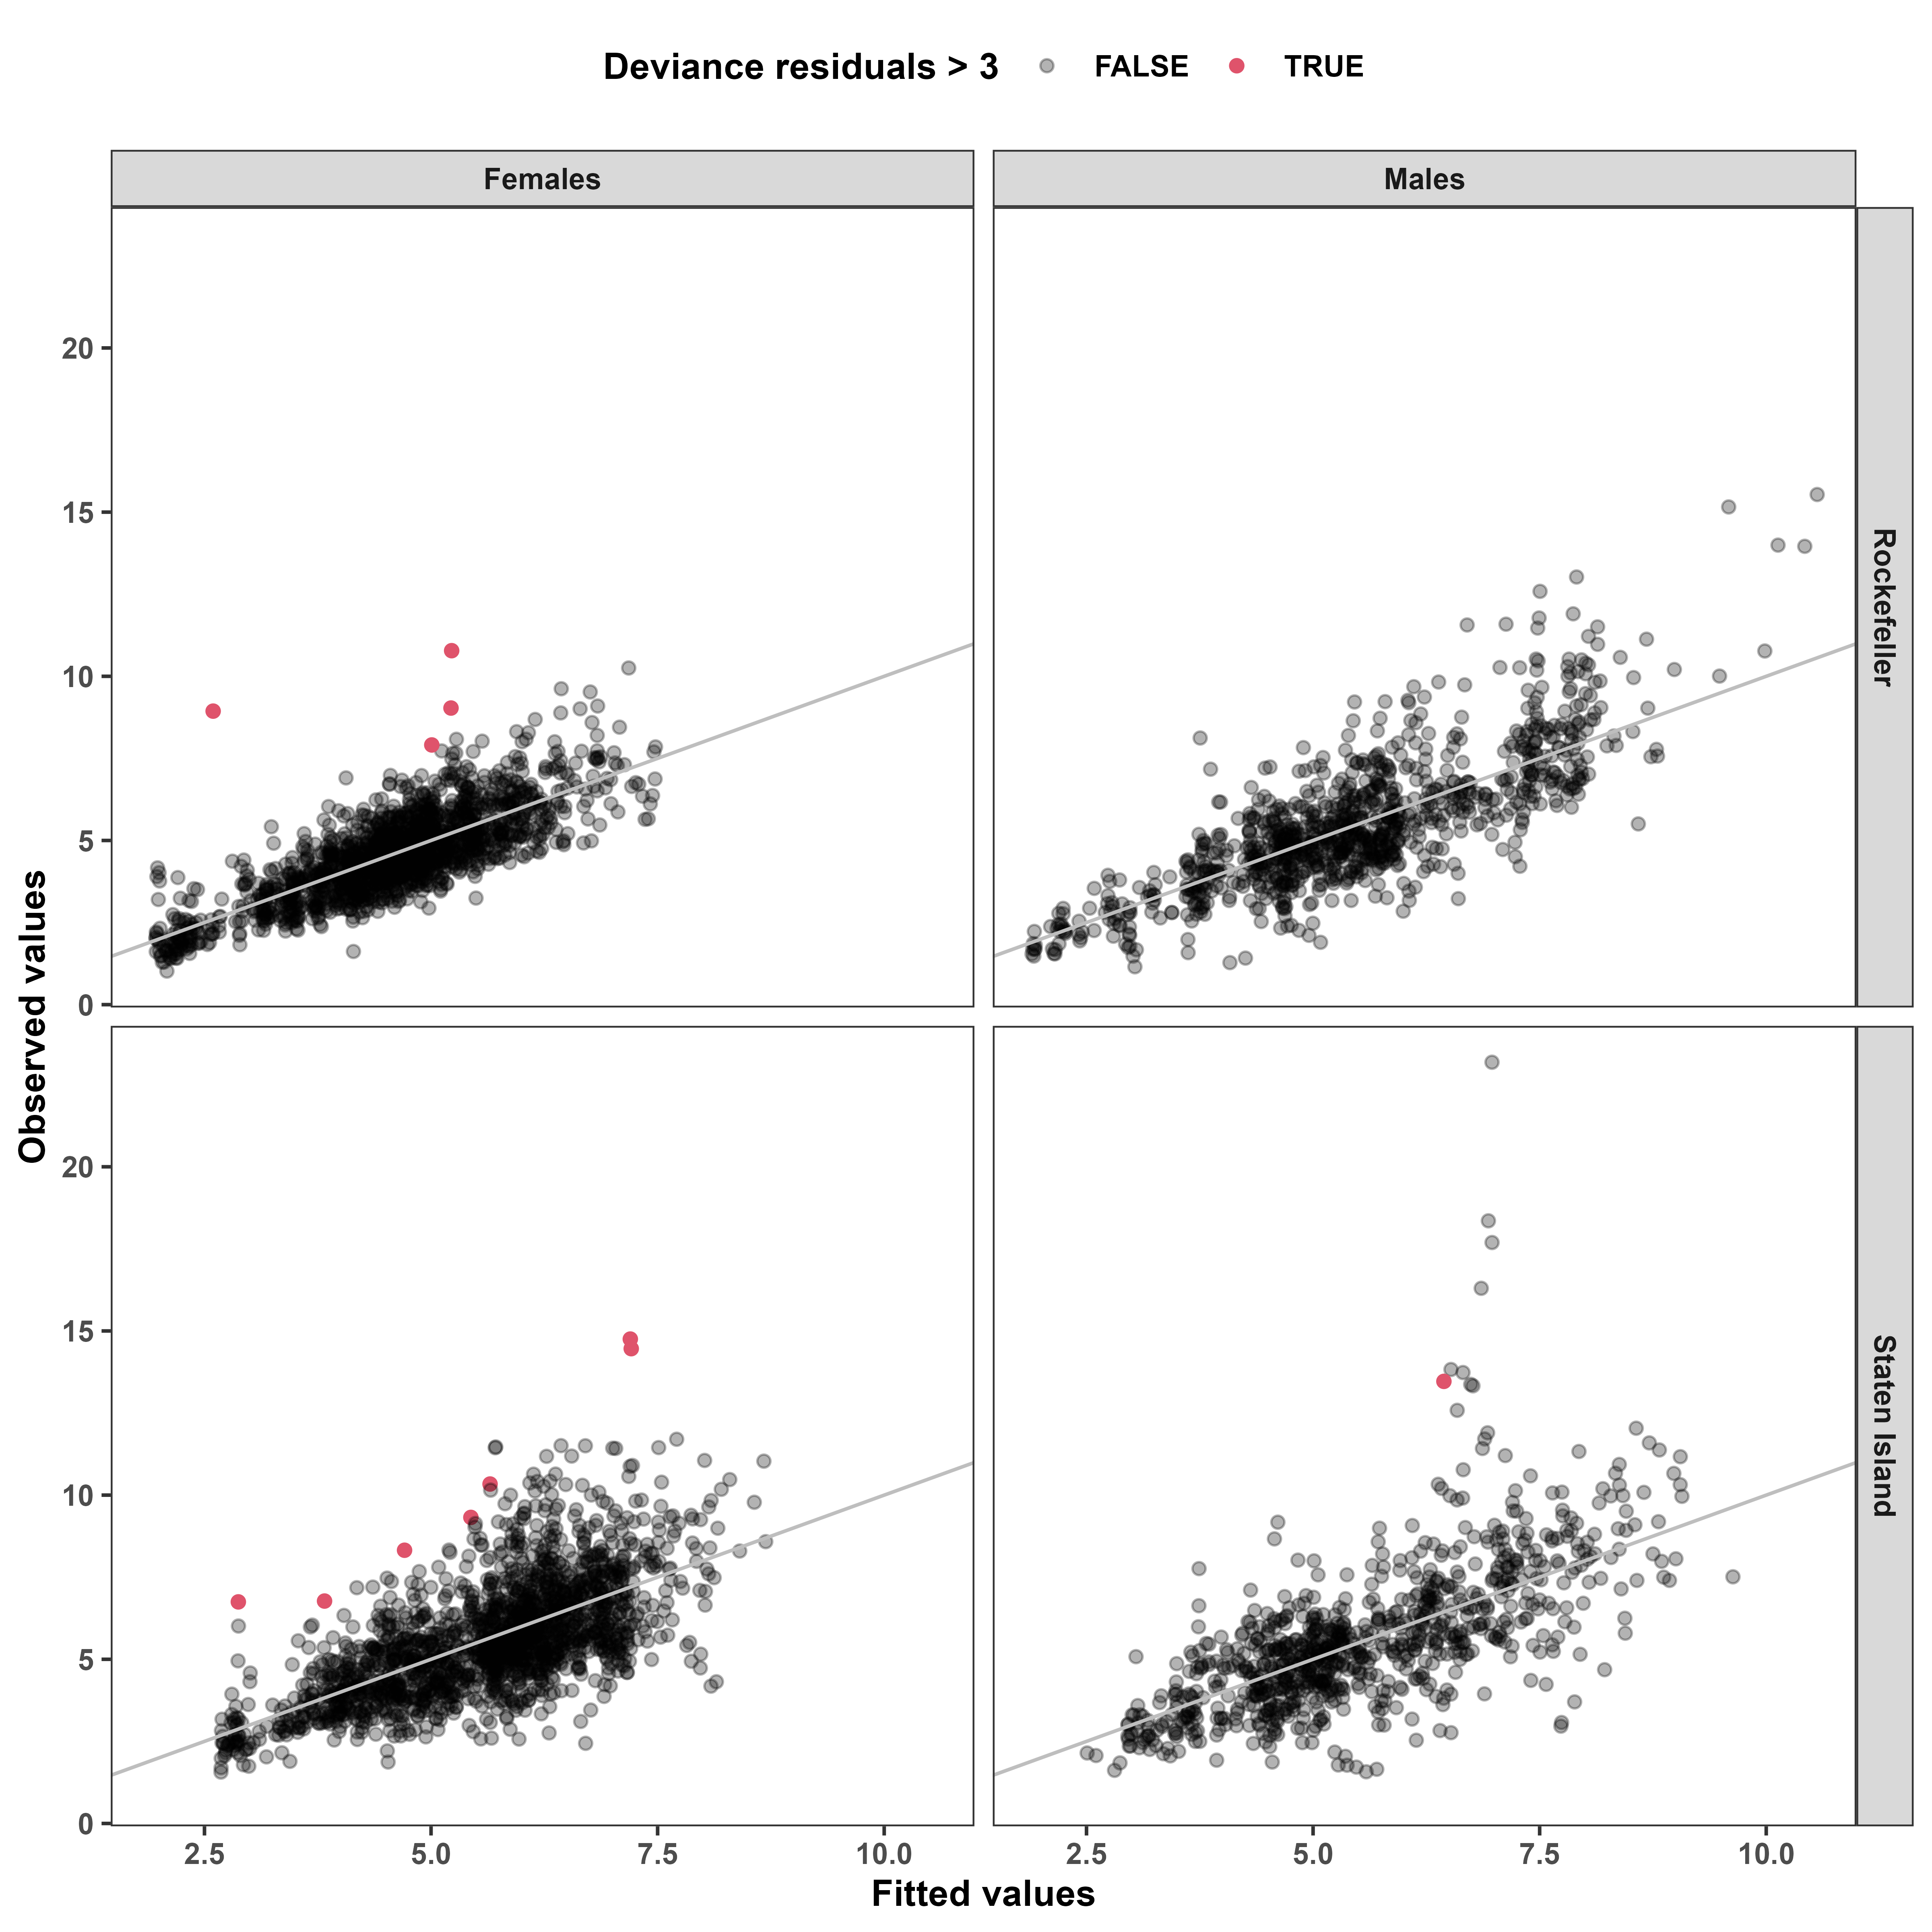 Deviance residuals > 3 FALSE TRUE
Females Males
Rockefeller
Staten Island
Observed values
20
15
10
5
0
20
15
10
5
0
2.5 5.0 7.5 10.0 2.5 5.0 7.5 10.0
Fitted values